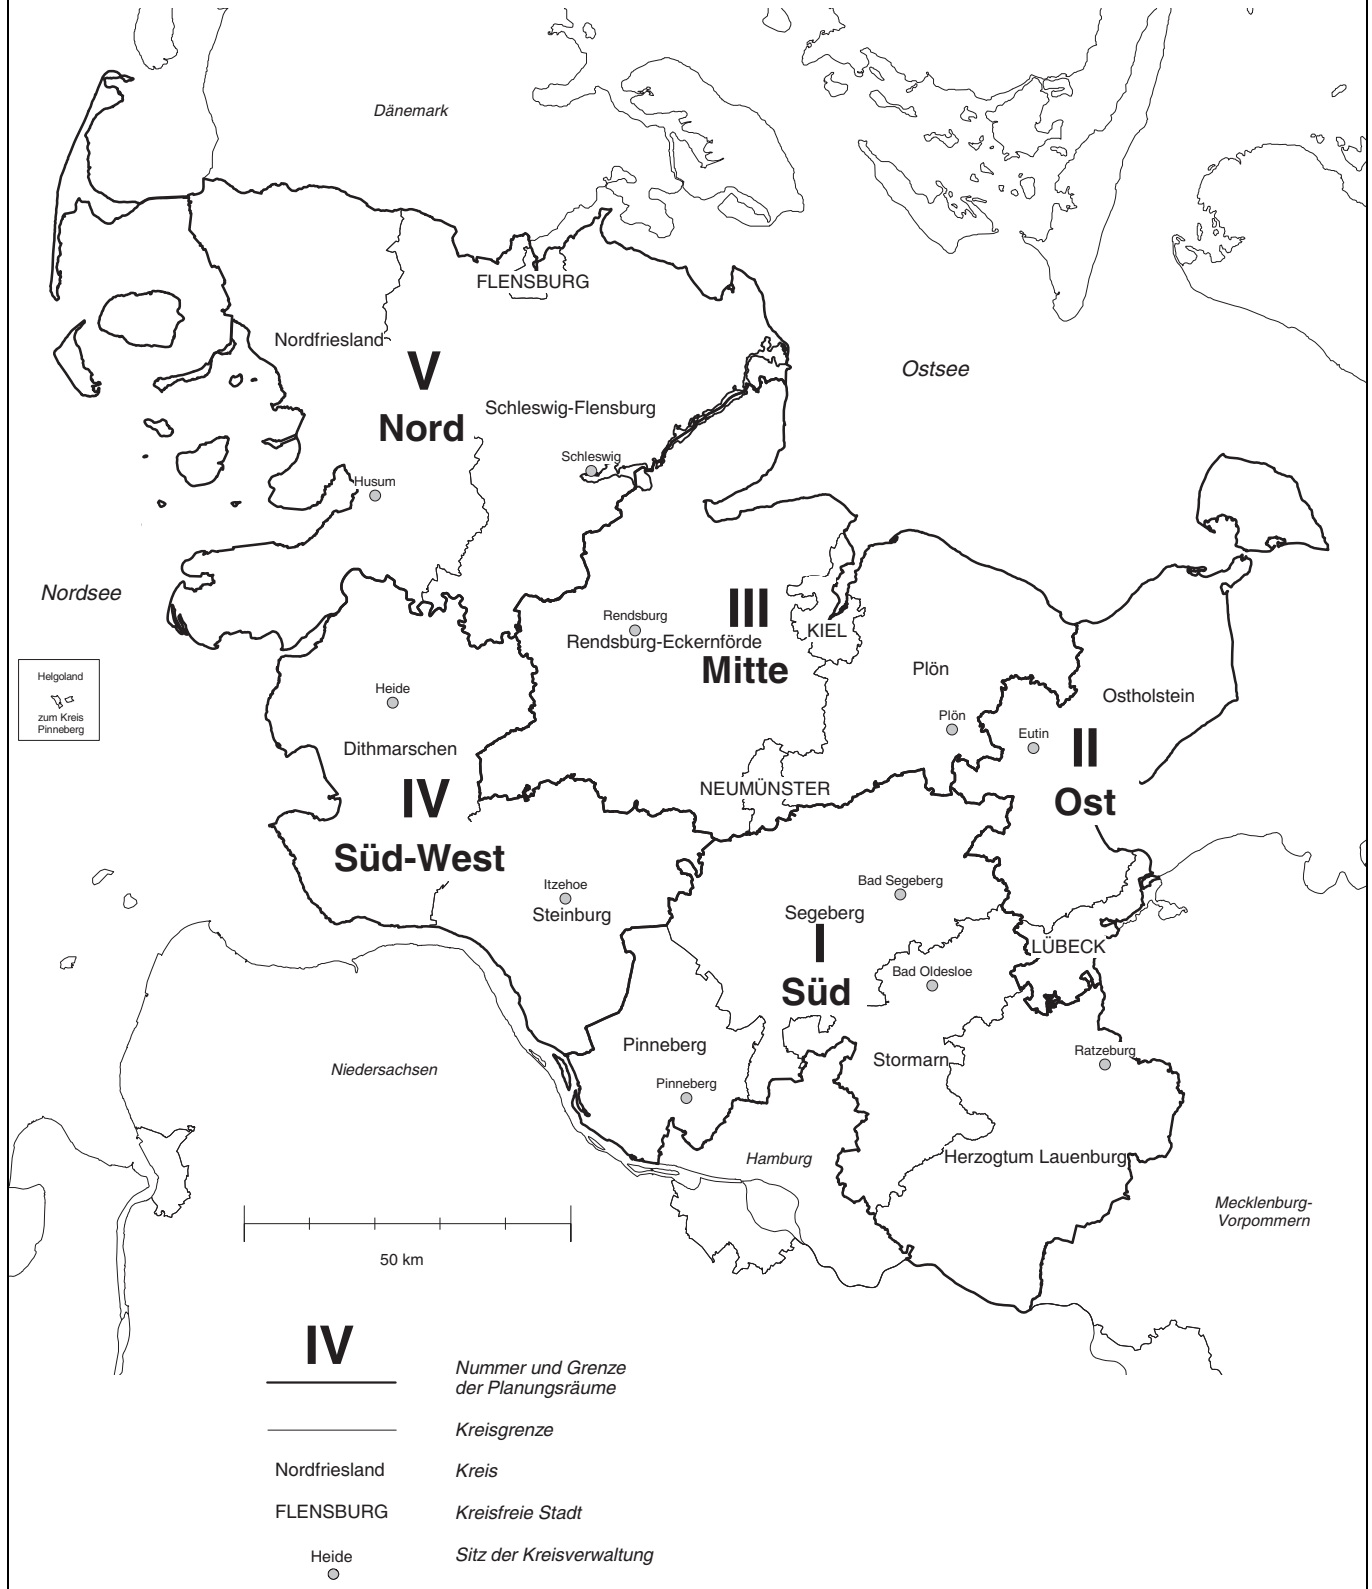 Dänemark
FLENSBURG
Nordfriesland
V
Nord
Schleswig-Flensburg
Ostsee
Schleswig
Husum
Nordsee
Rendsburg
Rendsburg-Eckernförde
III
Mitte
KIEL
Helgoland
zum Kreis
Pinneberg
Heide
Dithmarschen
Plön
Plön
Ostholstein
Eutin
II
Ost
IV
Süd-West
NEUMÜNSTER
Itzehoe
Steinburg
Bad Segeberg
Segeberg
I
Süd
LÜBECK
Bad Oldesloe
Pinneberg
Pinneberg
Stormarn
Ratzeburg
Niedersachsen
Hamburg
Herzogtum Lauenburg
Mecklenburg-
Vorpommern
50 km
IV
Nummer und Grenze
der Planungsräume
Kreisgrenze
Nordfriesland
Kreis
FLENSBURG
Kreisfreie Stadt
Heide
Sitz der Kreisverwaltung